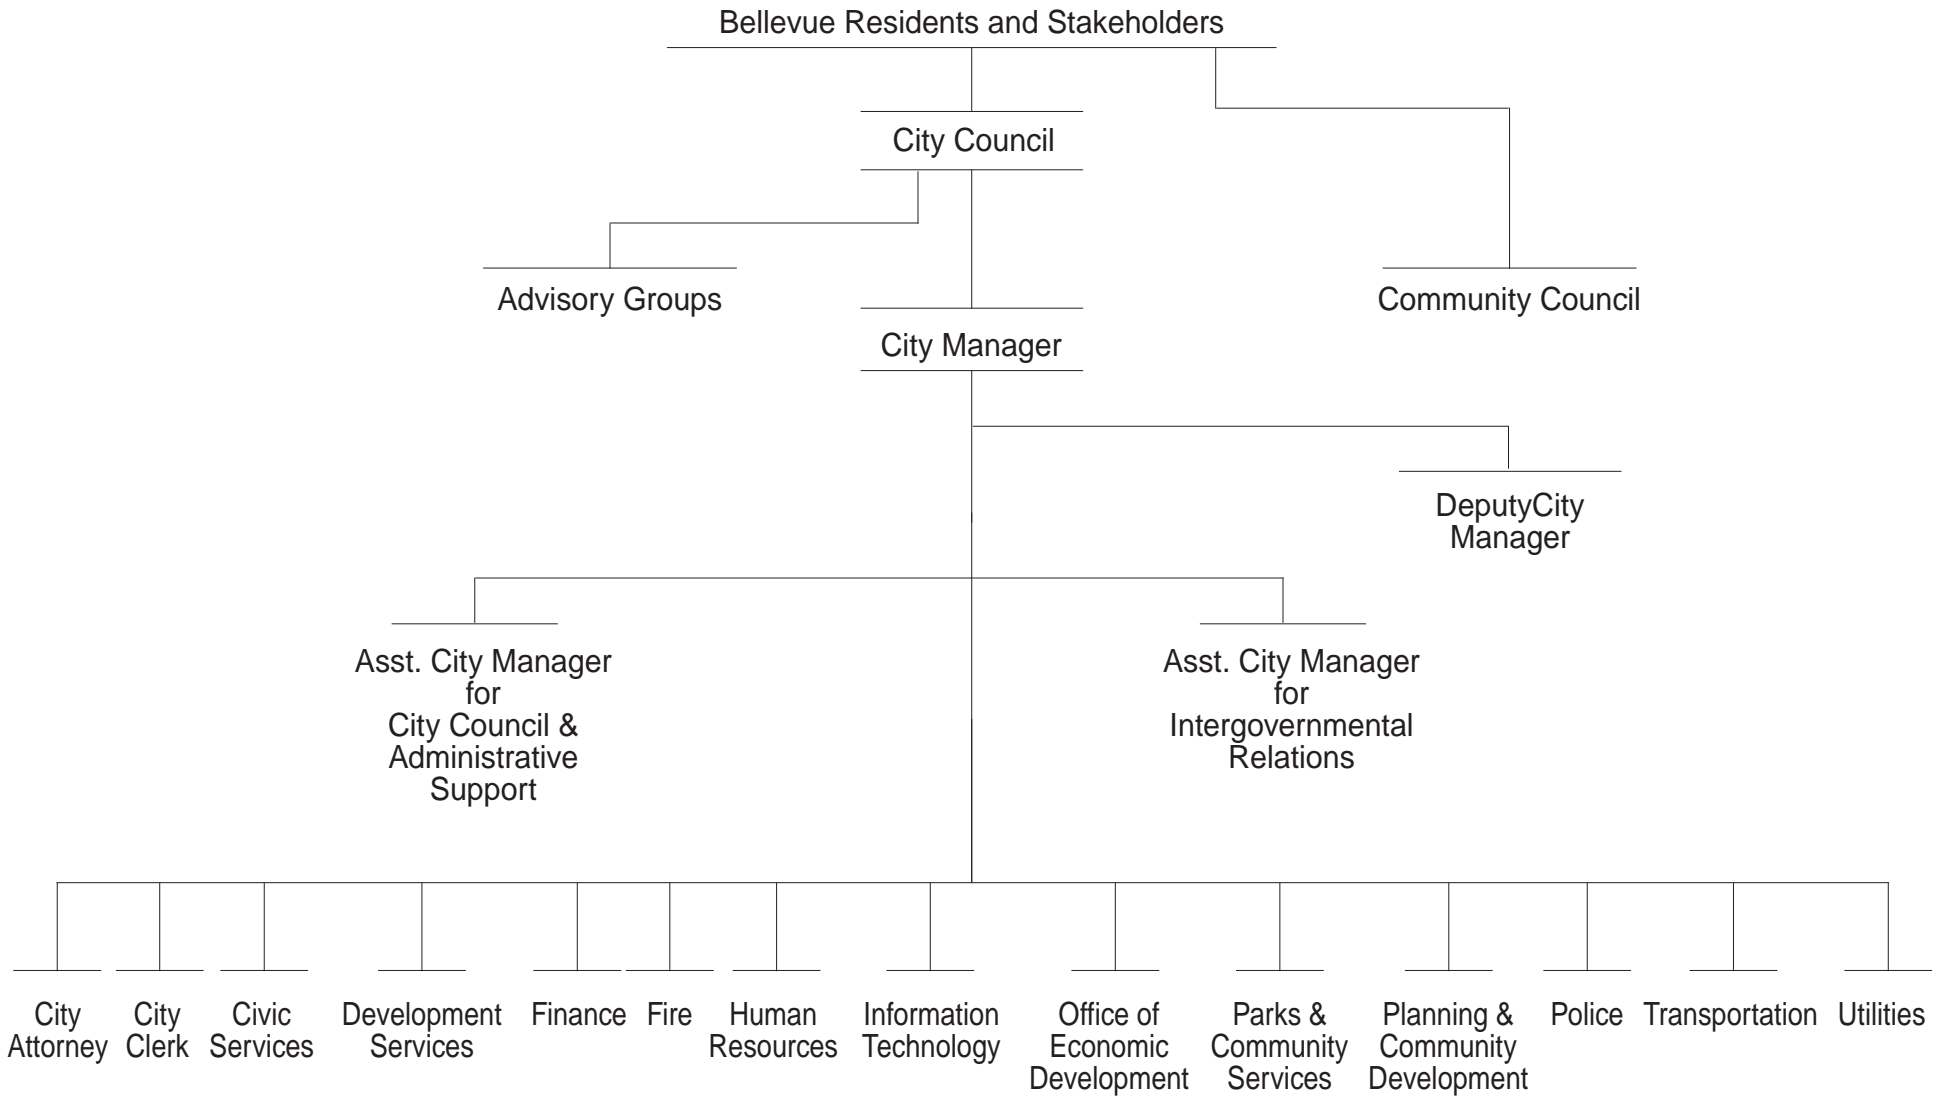 Bellevue Residents and Stakeholders
City Council
Advisory Groups
Community Council
City Manager
DeputyCity
Manager
Asst. City Manager
for
City Council &
Administrative
Support
Asst. City Manager
for
Intergovernmental
Relations
City
Attorney
City
Clerk
Civic
Services
Development
Services
Finance
Fire
Human
Resources
Information
Technology
Office of
Economic
Development
Parks &
Community
Services
Planning &
Community
Development
Police
Transportation
Utilities